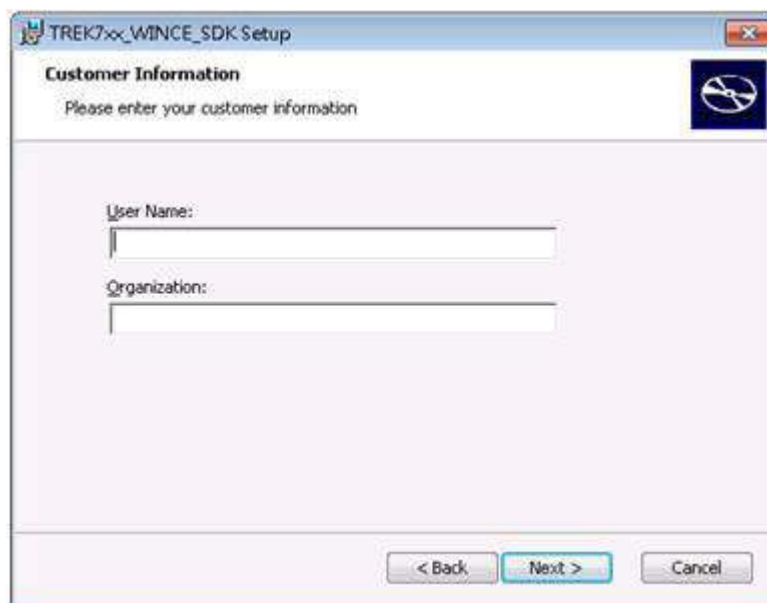 TREK7xx_WINCE_SDK Setup
Customer Information
Please enter your customer information
User Name:
Organization:
< Back Next > Cancel